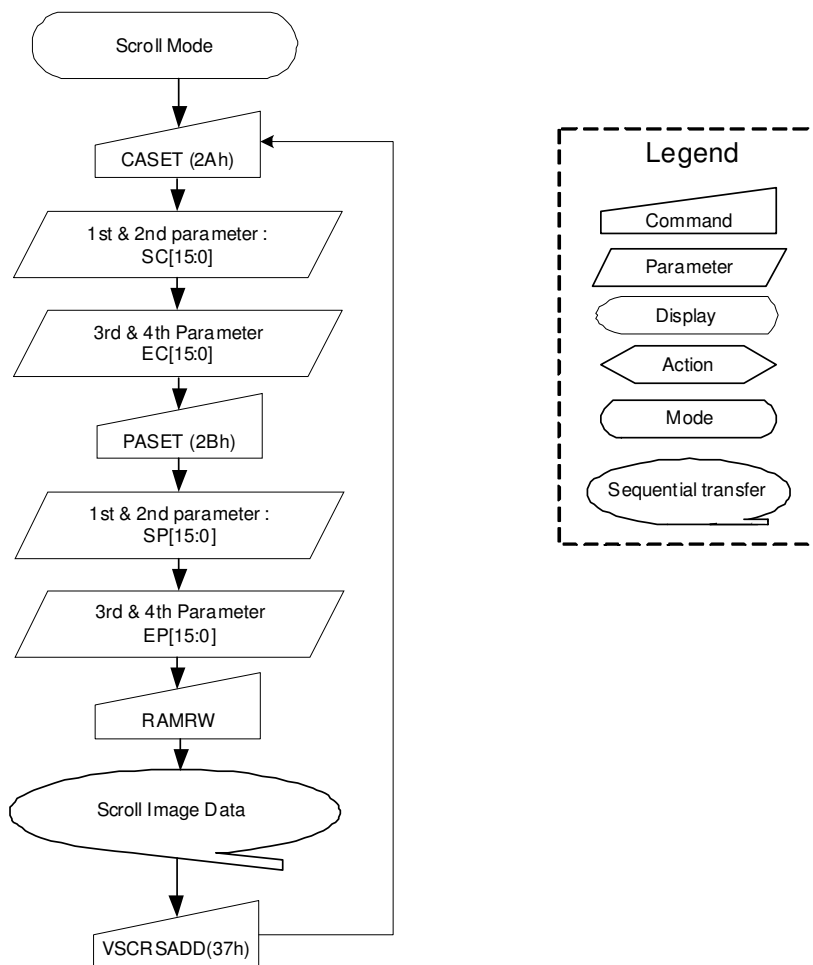 Scroll Mode
CASET (2Ah)
1st & 2nd parameter :
SC[15:0]
3rd & 4th Parameter
EC[15:0]
PASET (2Bh)
1st & 2nd parameter :
SP[15:0]
3rd & 4th Parameter
EP[15:0]
RAMRW
Scroll Image Data
VSCRSADD(37h)
Legend
Command
Parameter
Display
Action
Mode
Sequential transfer